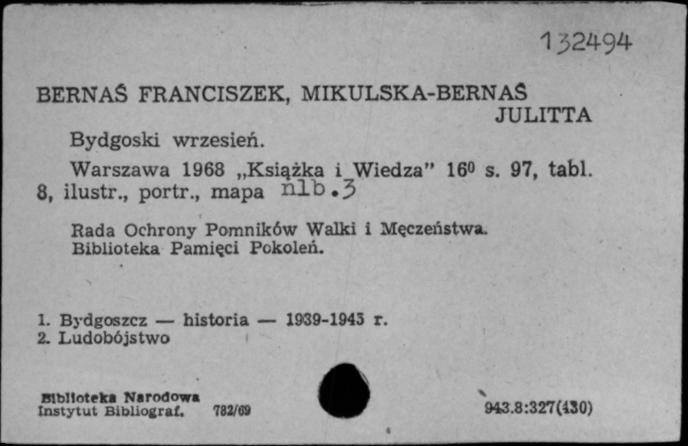 132494
BERNAŚ FRANCISZEK, MIKULSKA-BERNAŚ
JULITTA
Bydgoski wrzesień.
Warszawa 1968 „Książka i Wiedza” 16⁰ s. 97, tabl.
8, ilustr., portr., mapa nlb.3
Rada Ochrony Pomników Walki i Męczeństwa.
Biblioteka Pamięci Pokoleń.
1. Bydgoszcz — historia — 1939-1945 r.
2. Ludobójstwo
Biblioteka Narodowa
Instytut Bibliograf. 782/69
943.8:327(430)